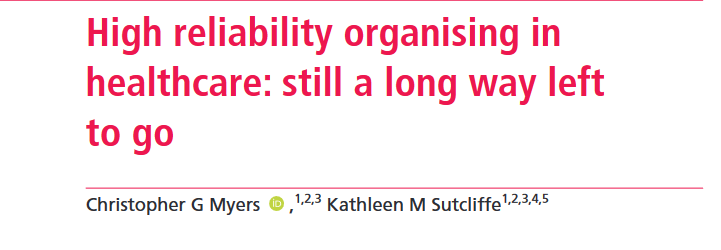 High reliability organising in
healthcare: still a long way left
to go
Christopher G Myers iD ,1,2,3 Kathleen M Sutcliffe1,2,3,4,5